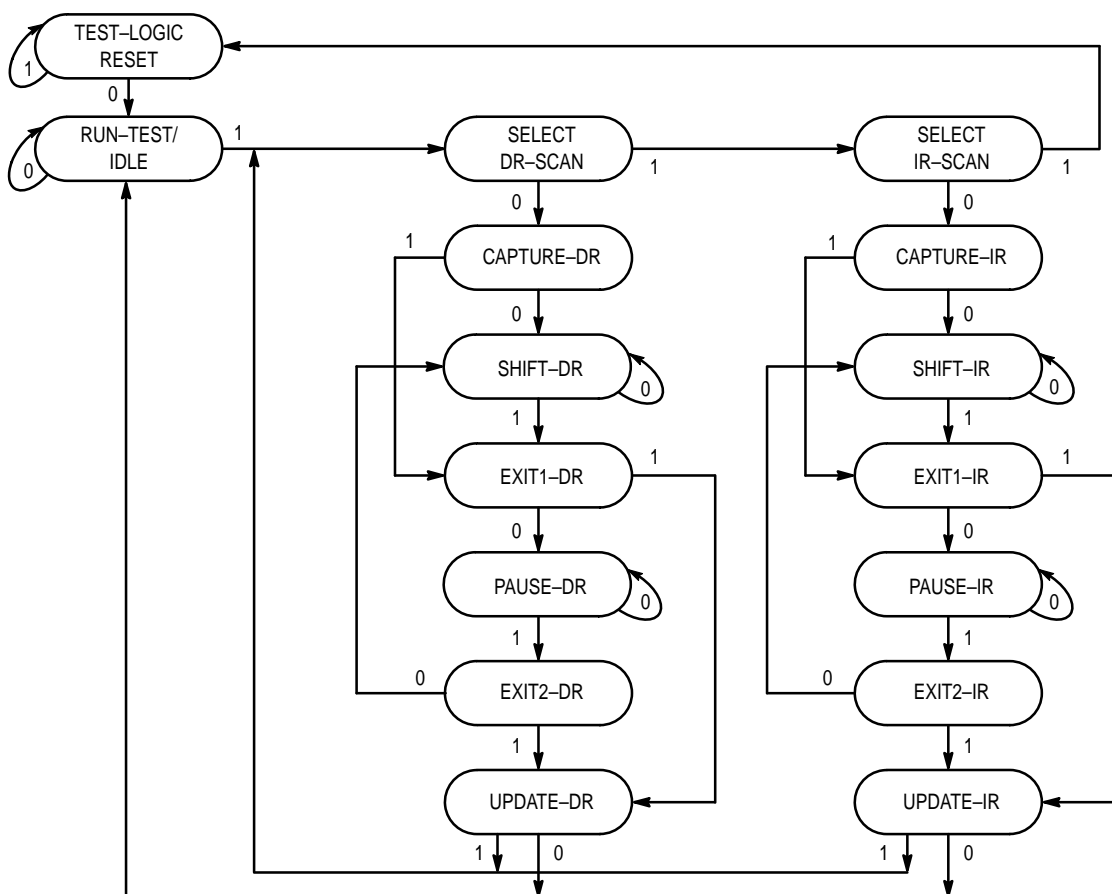 TEST–LOGIC
RESET
1
0
RUN–TEST/
IDLE
0
1
SELECT
DR–SCAN
1
SELECT
IR–SCAN
1
0
0
1
CAPTURE–DR
1
CAPTURE–IR
0
0
SHIFT–DR
0
SHIFT–IR
0
1
1
EXIT1–DR
1
EXIT1–IR
1
0
0
PAUSE–DR
0
PAUSE–IR
0
1
1
0
EXIT2–DR
0
EXIT2–IR
1
1
UPDATE–DR
UPDATE–IR
1
0
1
0